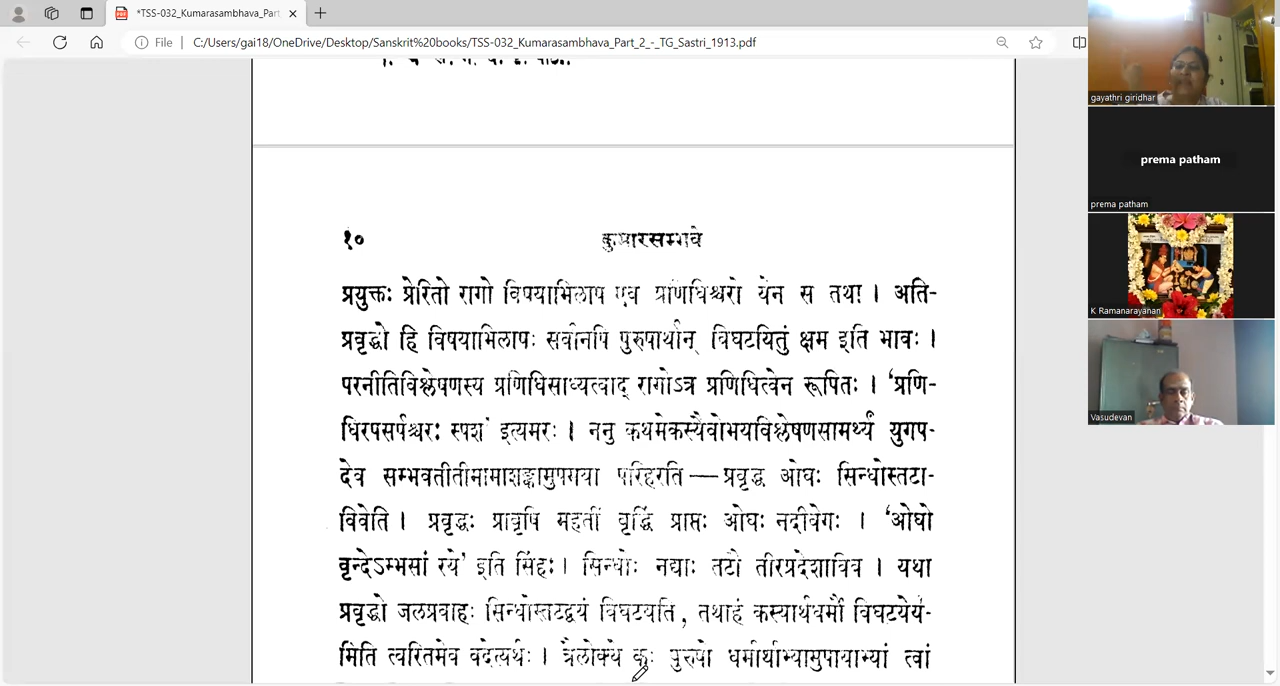 *TSS-032_Kumarasambhava_Part
File
C:/Users/gai18/OneDrive/Desktop/Sanskrit%20books/TSS-032_Kumarasambhava_Part_2_-_TG_Sastri_1913.pdf
१० कुमारसम्भवे
प्रयुक्तः प्रेरितो रागो विषयाभिलाष एव प्रणिधिश्चरो येन स तथा । अति-
प्रवृद्धो हि विषयाभिलाषः सर्वानपि पुरुषार्थान् विघटयितुं क्षम इति भावः ।
परनीतिविश्लेषणस्य प्रणिधिसाध्यत्वाद् रागोऽत्र प्रणिधित्वेन रूपितः । ‘प्रणि-
धिरपसर्पश्चरः स्पशः’ इत्यमरः । ननु कथमेकस्यैवोभयविश्लेषणसामर्थ्यं युगप-
देव सम्भवतीतीमामाशङ्कामुपमया परिहरति — प्रवृद्ध ओघः सिन्धोस्तटा-
विवेति । प्रवृद्धः प्रावृषि महतीं वृद्धिं प्राप्तः ओघः नदीवेगः । ‘ओघो
वृन्देऽम्भसां रये’ इति सिंहः । सिन्धोः नद्याः तटौ तीरप्रदेशाविव । यथा
प्रवृद्धो जलप्रवाहः सिन्धोस्तटद्वयं विघटयति, तथाहं कस्यार्थधर्मौ विघटयेय-
मिति त्वरितमेव वदेत्यर्थः । त्रैलोक्ये कः पुरुषो धर्मार्थाभ्यामुपायाभ्यां त्वां
gayathri giridhar
prema patham
prema patham
K Ramanarayanan
Vasudevan